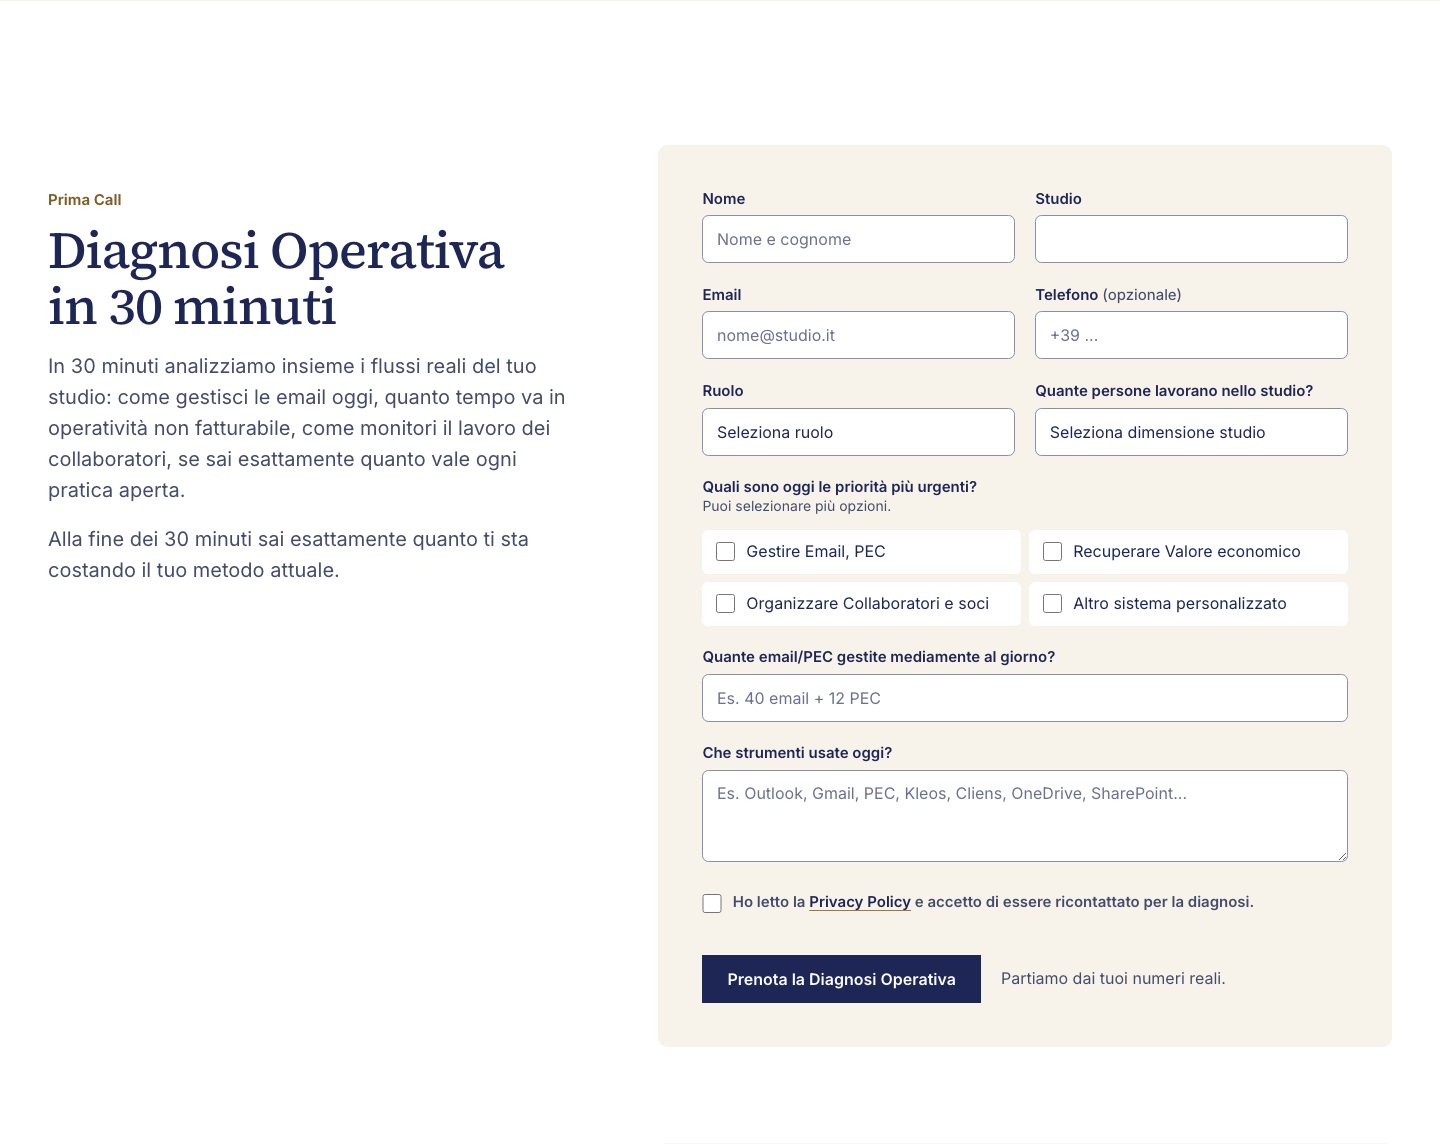 Prima Call
Diagnosi Operativa
in 30 minuti
In 30 minuti analizziamo insieme i flussi reali del tuo
studio: come gestisci le email oggi, quanto tempo va in
operatività non fatturabile, come monitori il lavoro dei
collaboratori, se sai esattamente quanto vale ogni
pratica aperta.
Alla fine dei 30 minuti sai esattamente quanto ti sta
costando il tuo metodo attuale.
Nome
Nome e cognome
Studio
Email
nome@studio.it
Telefono (opzionale)
+39 ...
Ruolo
Seleziona ruolo
Quante persone lavorano nello studio?
Seleziona dimensione studio
Quali sono oggi le priorità più urgenti?
Puoi selezionare più opzioni.
Gestire Email, PEC
Recuperare Valore economico
Organizzare Collaboratori e soci
Altro sistema personalizzato
Quante email/PEC gestite mediamente al giorno?
Es. 40 email + 12 PEC
Che strumenti usate oggi?
Es. Outlook, Gmail, PEC, Kleos, Cliens, OneDrive, SharePoint...
Ho letto la Privacy Policy e accetto di essere ricontattato per la diagnosi.
Prenota la Diagnosi Operativa
Partiamo dai tuoi numeri reali.